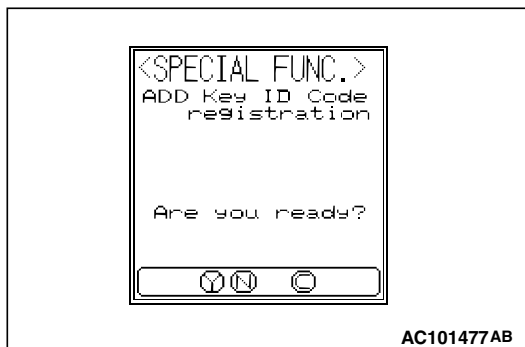 <SPECIAL FUNC.>
ADD Key ID Code
registration
Are you ready?
Y N C
AC101477AB